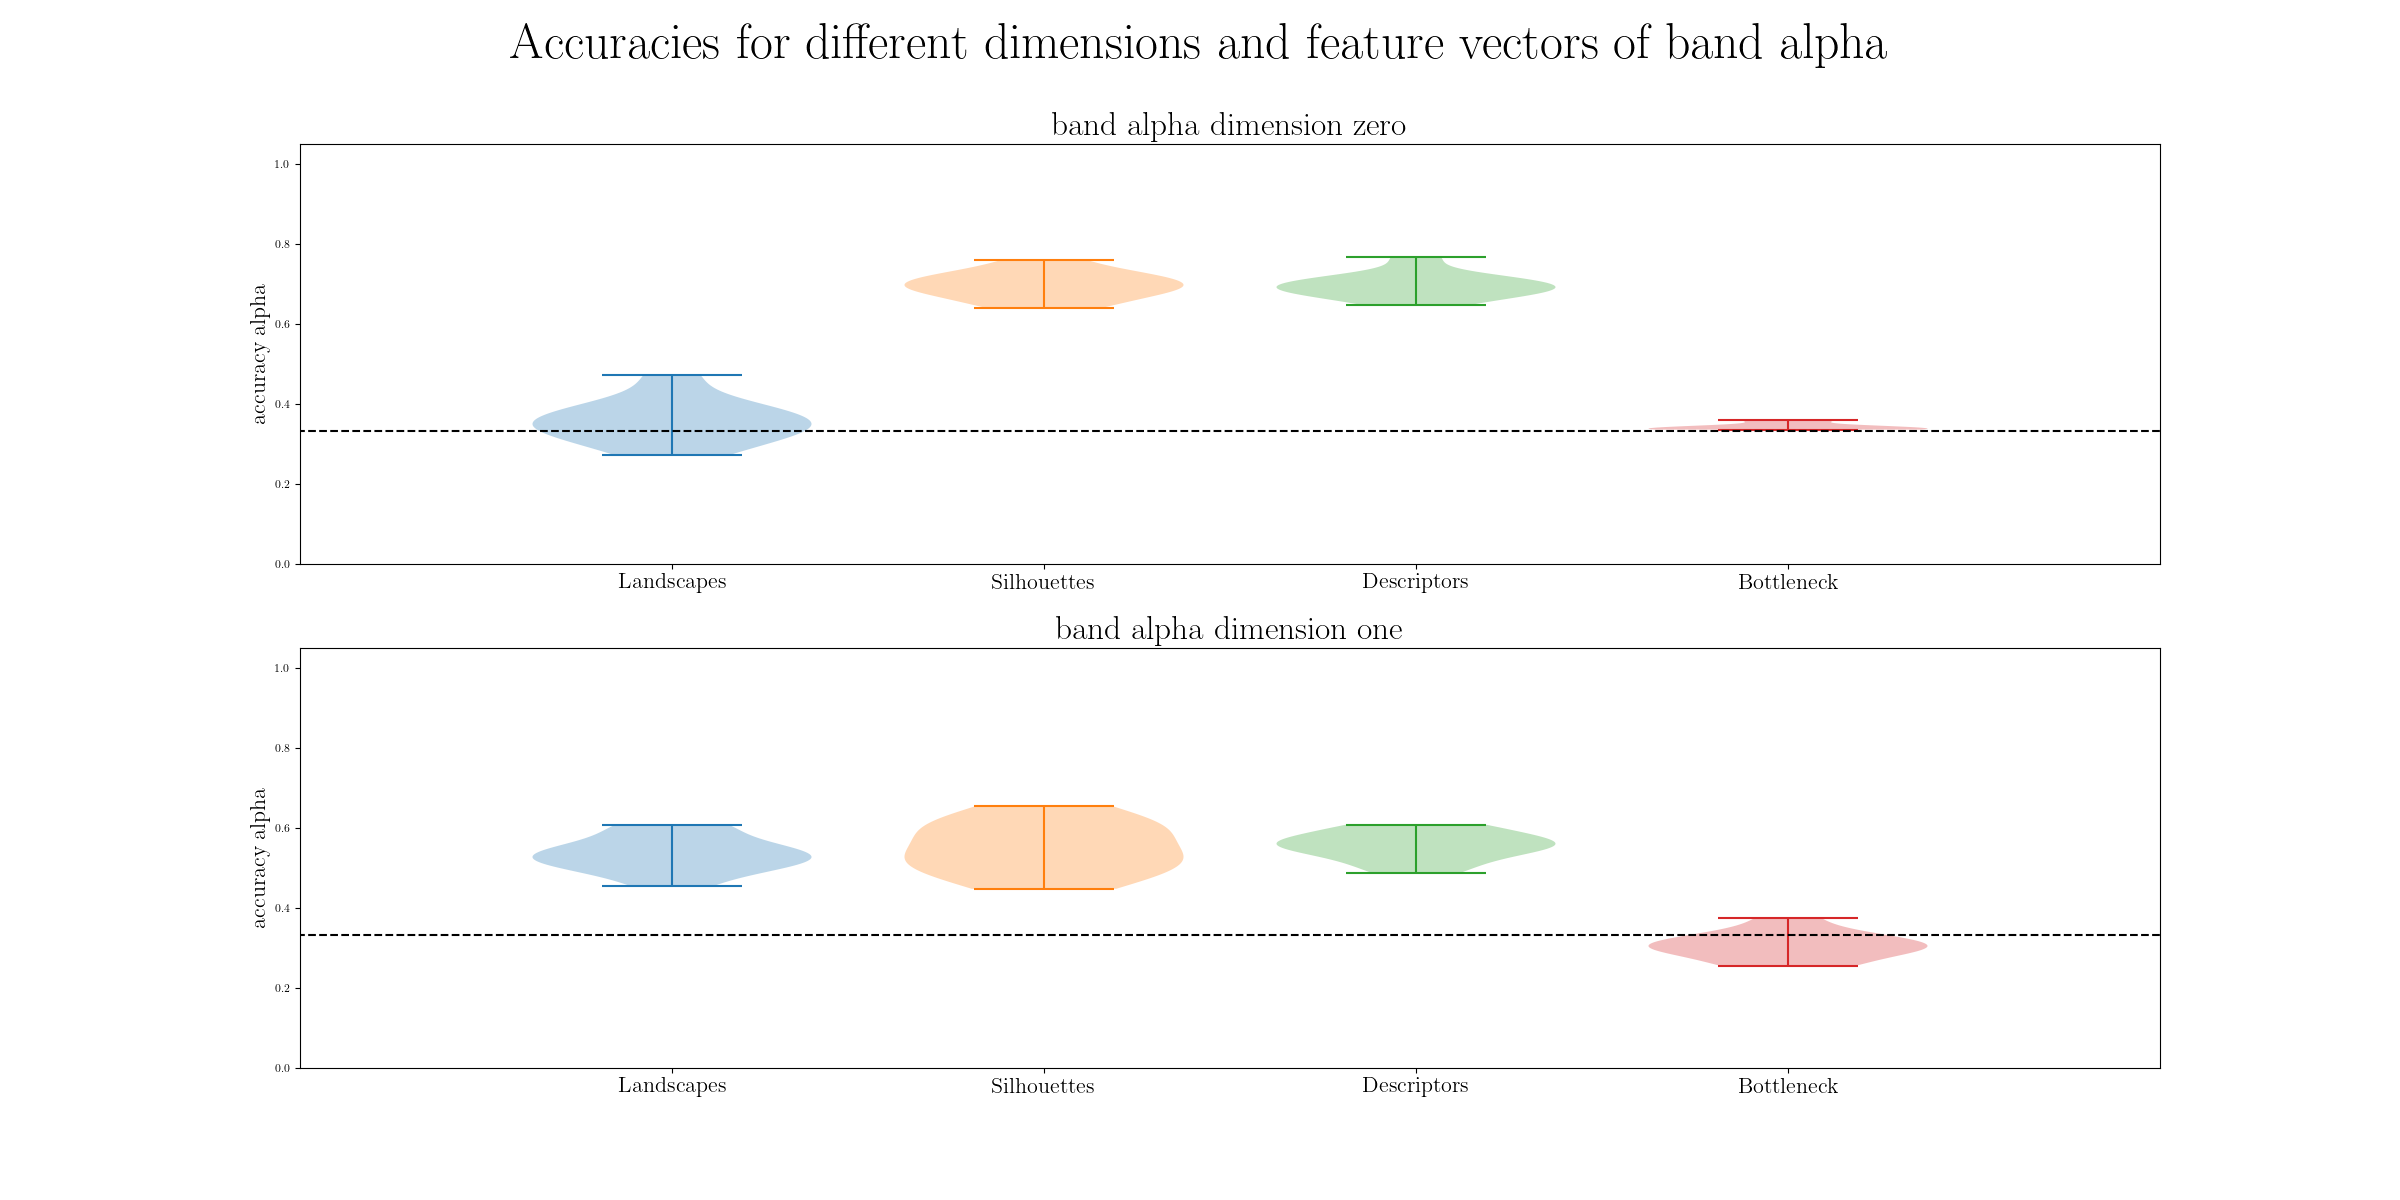 Accuracies for different dimensions and feature vectors of band alpha
band alpha dimension zero
1.0
0.8
0.6
0.4
0.2
0.0
accuracy alpha
Landscapes Silhouettes Descriptors Bottleneck
band alpha dimension one
1.0
0.8
0.6
0.4
0.2
0.0
accuracy alpha
Landscapes Silhouettes Descriptors Bottleneck